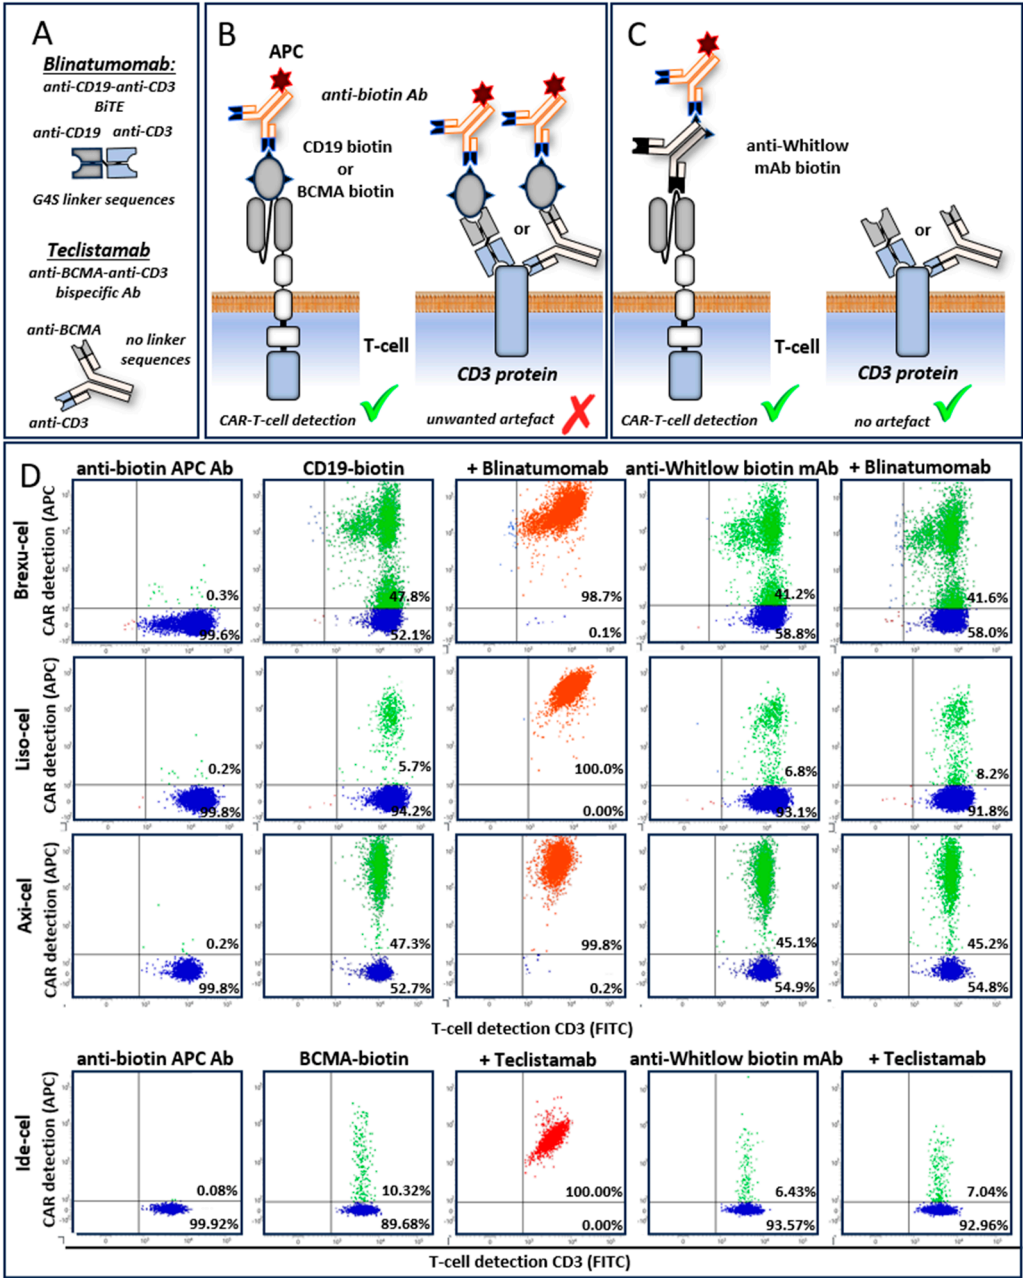 A
Blinatumomab:
anti-CD19-anti-CD3
BiTE
anti-CD19 anti-CD3
G4S linker sequences
Teclistamab
anti-BCMA-anti-CD3
bispecific Ab
anti-BCMA
no linker
sequences
anti-CD3
B
APC
anti-biotin Ab
CD19 biotin
or
BCMA biotin
or
T-cell
CD3 protein
CAR-T-cell detection
unwanted artefact
C
anti-Whitlow
mAb biotin
or
T-cell
CD3 protein
CAR-T-cell detection
no artefact
D
anti-biotin APC Ab
CD19-biotin
+ Blinatumomab
anti-Whitlow biotin mAb
+ Blinatumomab
Brexu-cel
CAR detection (APC
0.3%
99.6%
47.8%
52.1%
98.7%
0.1%
41.2%
58.8%
41.6%
58.0%
Liso-cel
CAR detection (APC)
0.2%
99.8%
5.7%
94.2%
100.0%
0.00%
6.8%
93.1%
8.2%
91.8%
Axi-cel
CAR detection (APC)
0.2%
99.8%
47.3%
52.7%
99.8%
0.2%
45.1%
54.9%
45.2%
54.8%
T-cell detection CD3 (FITC)
anti-biotin APC Ab
BCMA-biotin
+ Teclistamab
anti-Whitlow biotin mAb
+ Teclistamab
Ide-cel
CAR detection (APC)
0.08%
99.92%
10.32%
89.68%
100.00%
0.00%
6.43%
93.57%
7.04%
92.96%
T-cell detection CD3 (FITC)